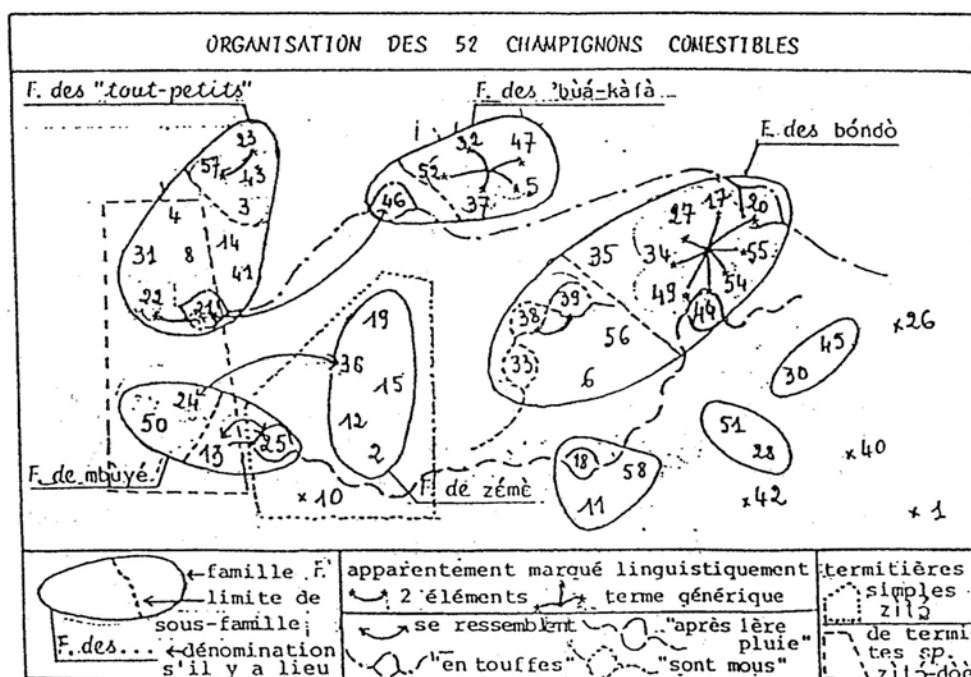 ORGANISATION DES 52 CHAMPIGNONS COMESTIBLES
F. des "tout-petits"
F. des 'bùá-kàlà
F. des bóndò
23
57
43
3
4
31
8
14
41
22
21
32
47
52
5
37
46
17
20
27
35
34
55
54
49
44
39
38
56
33
6
26
45
30
19
36
15
12
2
24
50
13
25
F. de mbuyé
F. de zémè
10
18
58
11
51
28
40
42
1
famille F.
limite de
sous-famille
F. des ...
dénomination
s'il y a lieu
apparentement marqué linguistiquement
2 éléments
terme générique
se ressemblent
"après 1ère
pluie"
"en touffes"
"sont mous"
termitières
simples
de termi
tes sp.